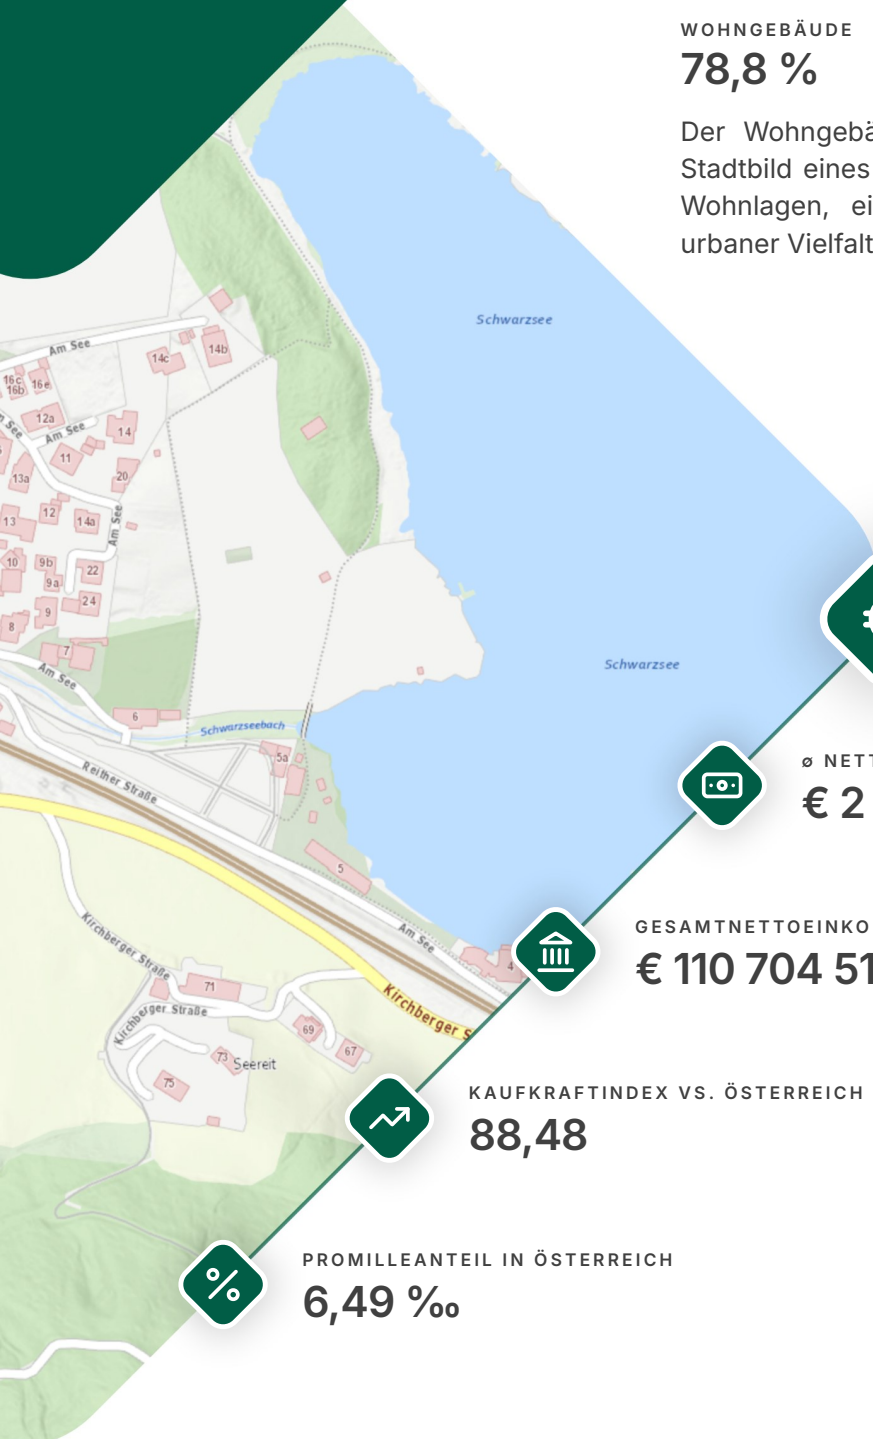 WOHNGEBÄUDE
78,8 %
Der Wohngebä
Stadtbild eines
Wohnlagen, ei
urbaner Vielfalt
Schwarzsee
Am See
14b
14c
16c
16b
16e
12a
Am See
14
11
20
13a
12
13
14a
Am See
10
9b
9a
22
24
9
8
7
Schwarzsee
Am See
6
Schwarzseebach
5a
Reither Straße
ø NETT
€ 2
5
GESAMTNETTOEINKO
€ 110 704 51
Am See
4
Kirchberger Straße
71
Kirchberger S
Kirchberger Straße
69
67
73
Seereit
75
KAUFKRAFTINDEX VS. ÖSTERREICH
88,48
PROMILLEANTEIL IN ÖSTERREICH
6,49 ‰